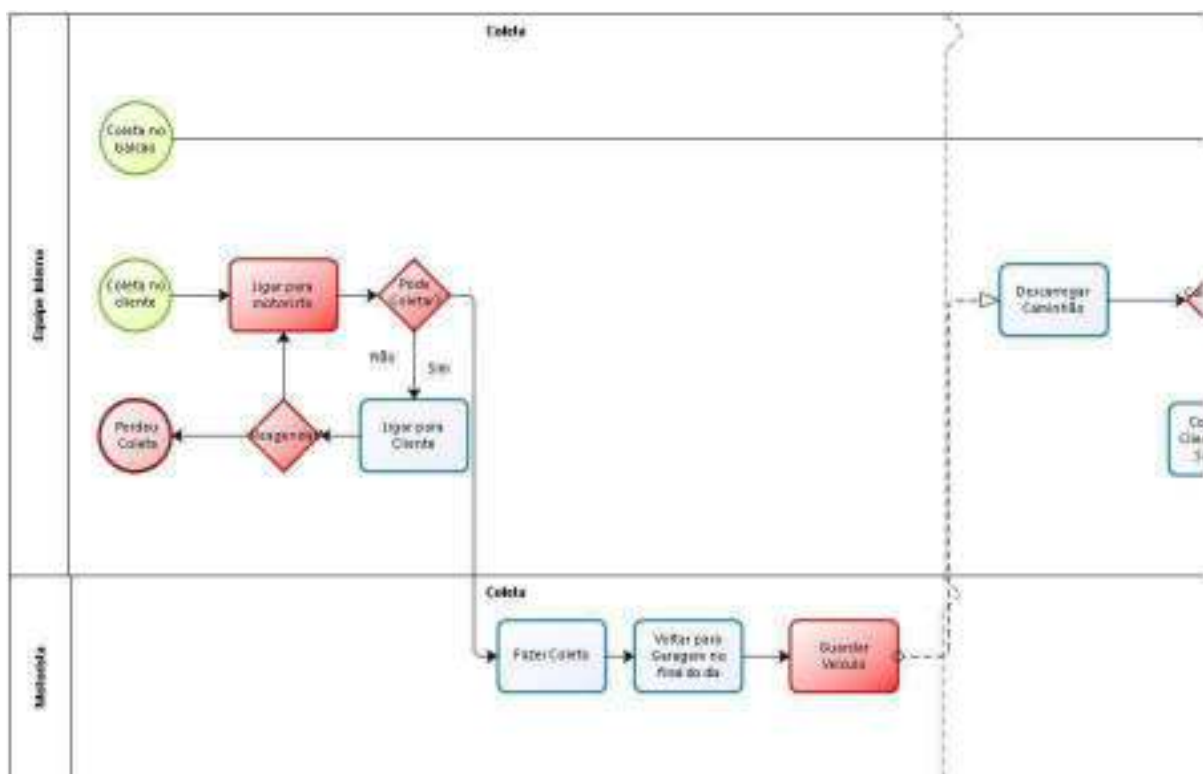 Coleta
Equipe Interna
Coleta no
Balcão
Coleta no
cliente
Ligar para
motorista
Pode
Coletar?
Não
Sim
Perdeu
Coleta
Ligar para
Cliente
Descarregar
Caminhão
Coleta
Motorista
Fazer Coleta
Voltar para
Garagem no
final do dia
Guardar
Veículo